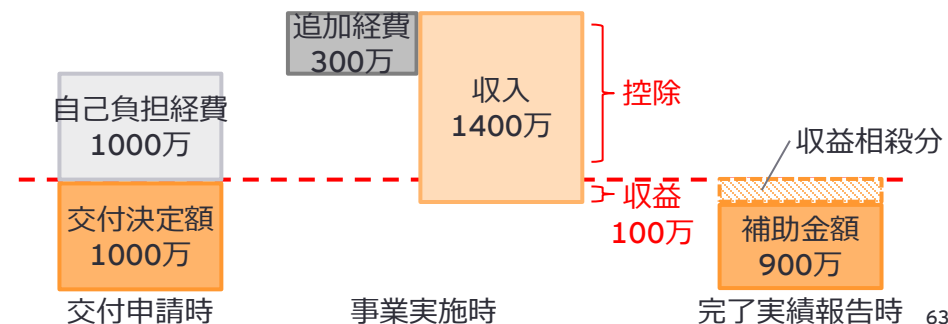 自己負担経費
1000万
交付決定額
1000万
交付申請時
追加経費
300万
収入
1400万
控除
収益
100万
事業実施時
収益相殺分
補助金額
900万
完了実績報告時
63